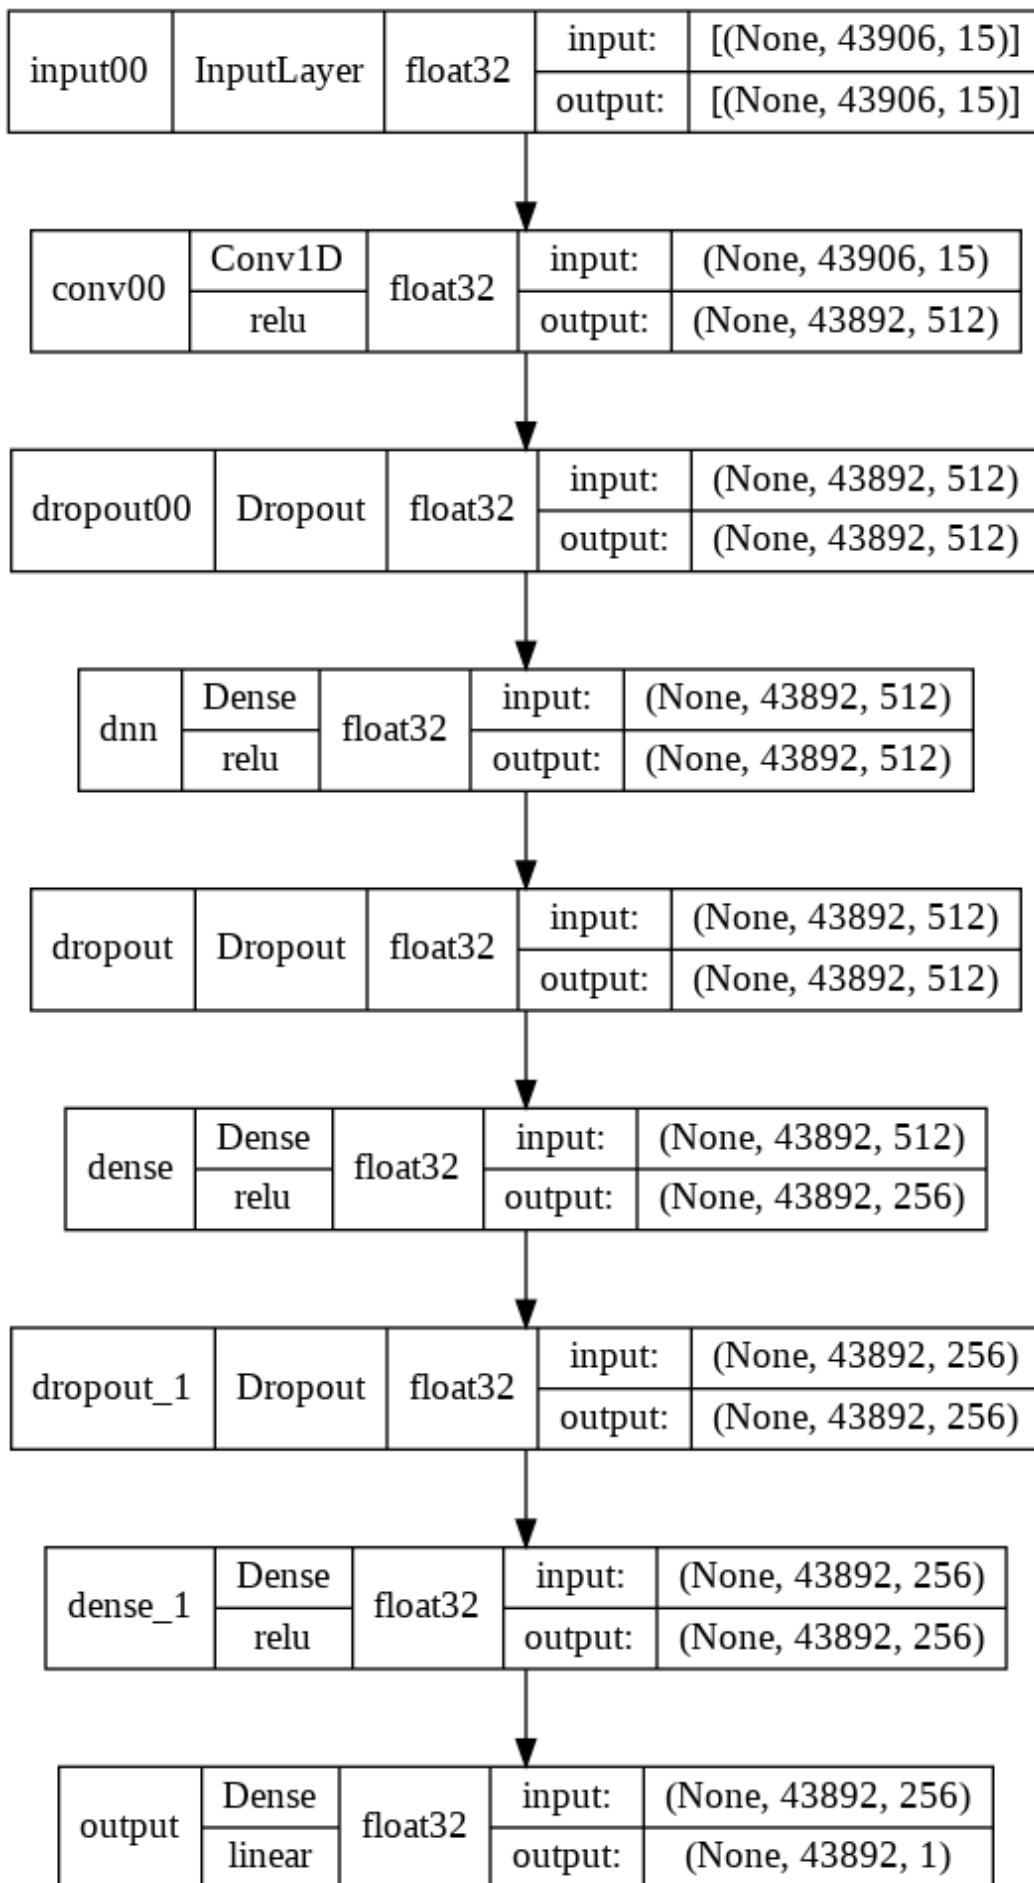 input00 InputLayer float32 input: [(None, 43906, 15)]
output: [(None, 43906, 15)]
conv00 Conv1D relu float32 input: (None, 43906, 15)
output: (None, 43892, 512)
dropout00 Dropout float32 input: (None, 43892, 512)
output: (None, 43892, 512)
dnn Dense relu float32 input: (None, 43892, 512)
output: (None, 43892, 512)
dropout Dropout float32 input: (None, 43892, 512)
output: (None, 43892, 512)
dense Dense relu float32 input: (None, 43892, 512)
output: (None, 43892, 256)
dropout_1 Dropout float32 input: (None, 43892, 256)
output: (None, 43892, 256)
dense_1 Dense relu float32 input: (None, 43892, 256)
output: (None, 43892, 256)
output Dense linear float32 input: (None, 43892, 256)
output: (None, 43892, 1)